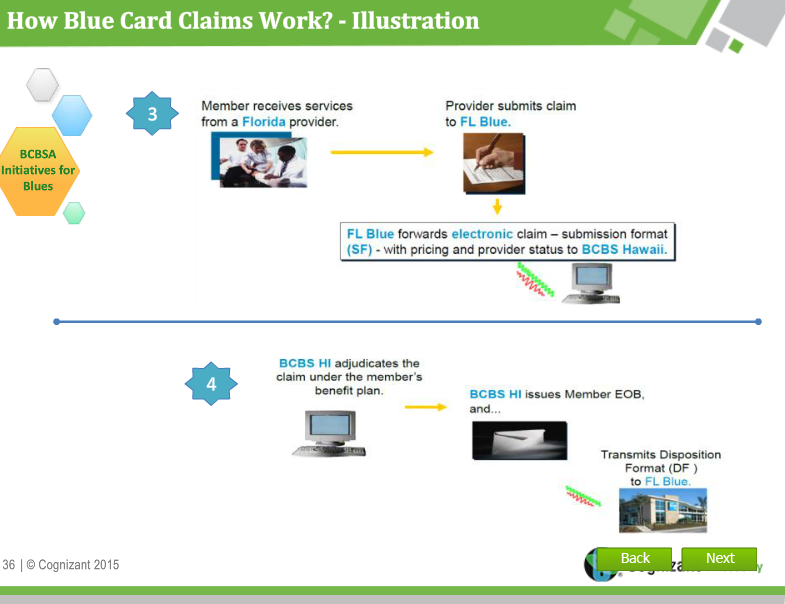 How Blue Card Claims Work? - Illustration
BCBSA
Initiatives for
Blues
3
Member receives services
from a Florida provider.
Provider submits claim
to FL Blue.
FL Blue forwards electronic claim – submission format
(SF) - with pricing and provider status to BCBS Hawaii.
4
BCBS HI adjudicates the
claim under the member's
benefit plan.
BCBS HI issues Member EOB,
and...
Transmits Disposition
Format (DF )
to FL Blue.
36 | © Cognizant 2015
Back
Next